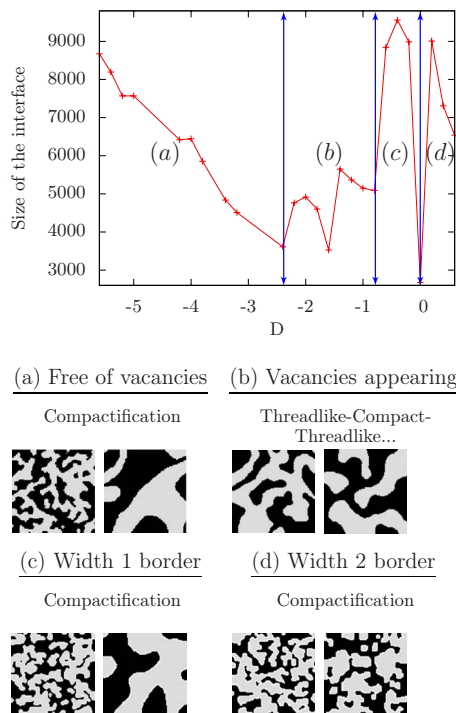 9000
8000
7000
6000
5000
4000
3000
Size of the interface
(a)
(b)
(c)
(d)
-5 -4 -3 -2 -1 0
D
(a) Free of vacancies
Compactification
(b) Vacancies appearing
Threadlike-Compact-
Threadlike...
(c) Width 1 border
Compactification
(d) Width 2 border
Compactification